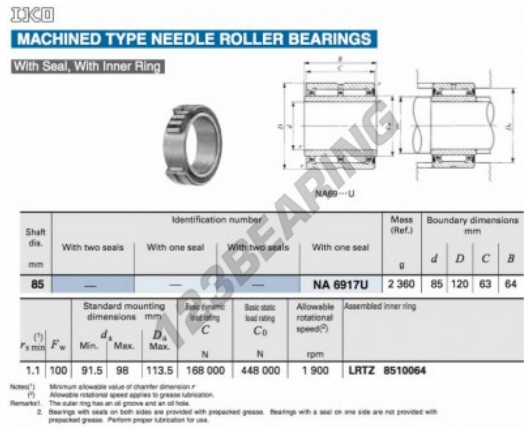 IKO
MACHINED TYPE NEEDLE ROLLER BEARINGS
With Seal, With Inner Ring
B
C
D
d
NA69···U
Shaft dia. mm
Identification number
With two seals
With one seal
With two seals
With one seal
Mass (Ref.) g
Boundary dimensions mm
d D C B
85 — — — NA 6917U 2 360 85 120 63 64
(1) rs min
Fw
Standard mounting dimensions mm
da Min. Max.
Da Max.
Basic dynamic load rating C N
Basic static load rating C0 N
Allowable rotational speed(2) rpm
Assembled inner ring
1.1 100 91.5 98 113.5 168 000 448 000 1 900 LRTZ 8510064
Notes(1) Minimum allowable value of chamfer dimension r
(2) Allowable rotational speed applies to grease lubrication.
Remarks1. The outer ring has an oil groove and an oil hole.
2. Bearings with seals on both sides are provided with prepacked grease. Bearings with a seal on one side are not provided with
prepacked grease. Perform proper lubrication for use.
123BEARING